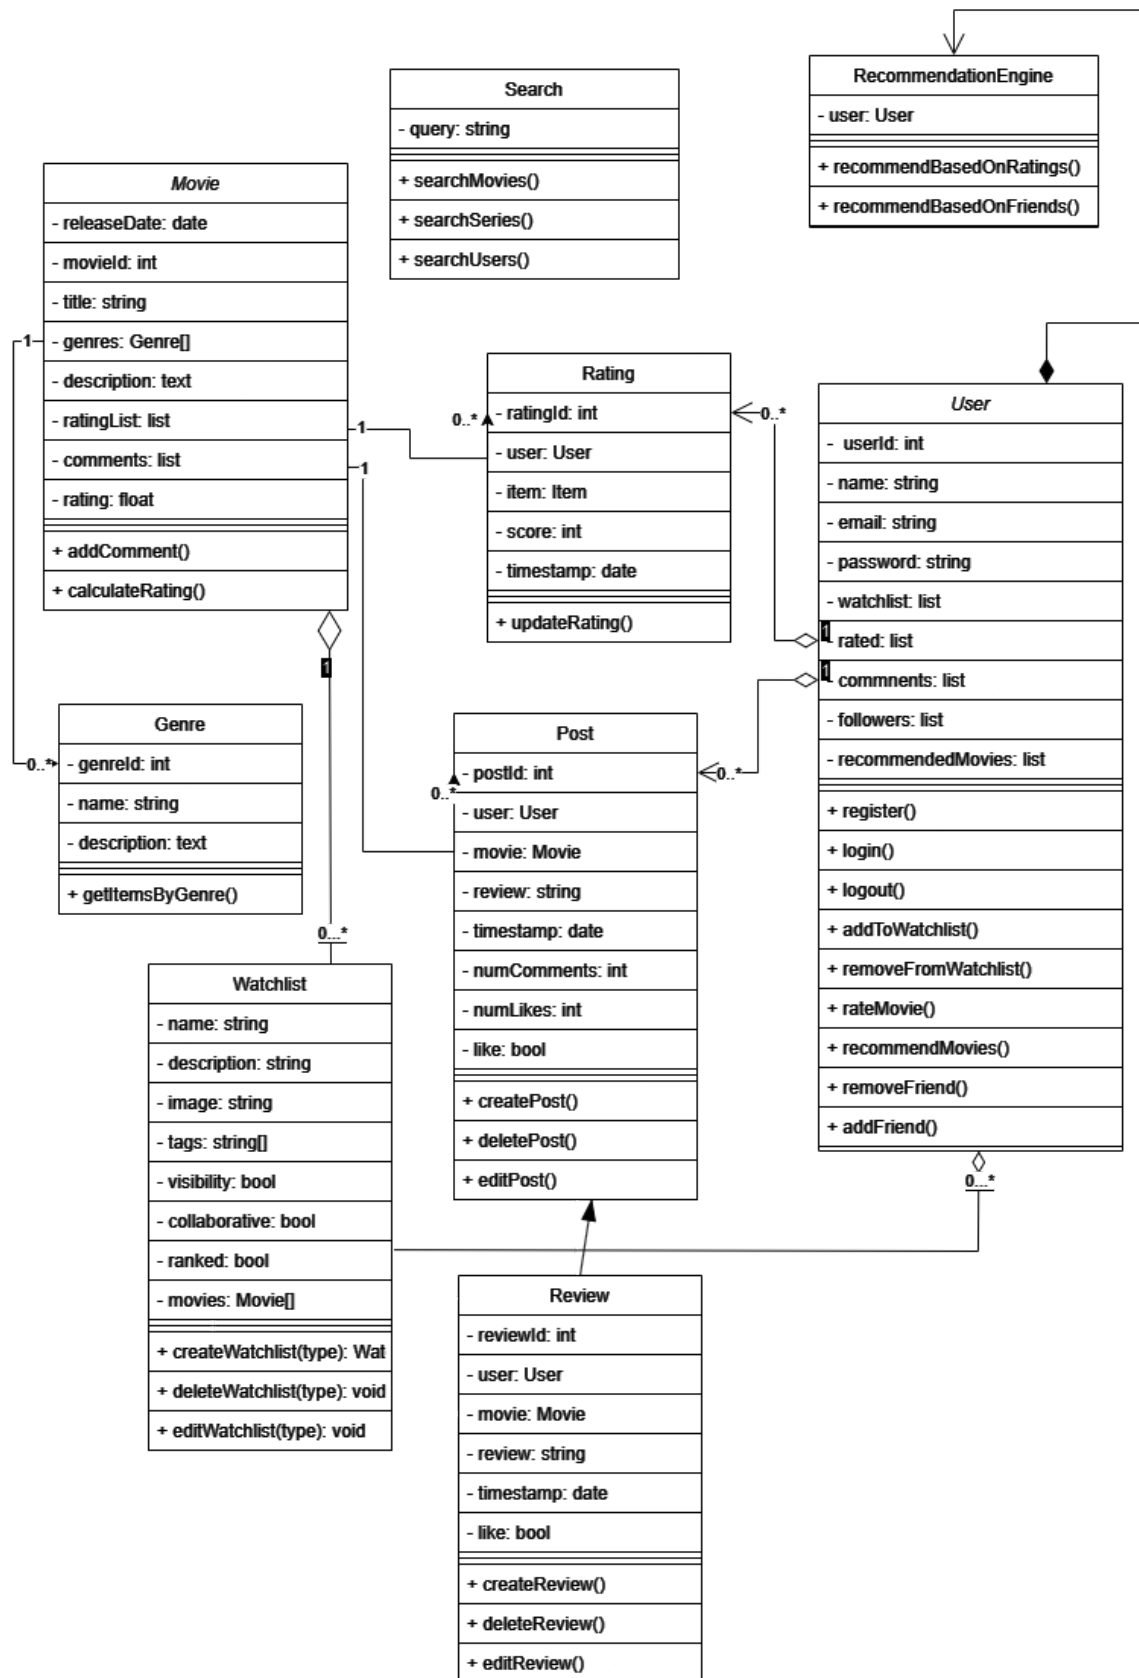 RecommendationEngine
- user: User
+ recommendBasedOnRatings()
+ recommendBasedOnFriends()
Search
- query: string
+ searchMovies()
+ searchSeries()
+ searchUsers()
Movie
- releaseDate: date
- movieId: int
- title: string
- genres: Genre[]
- description: text
- ratingList: list
- comments: list
- rating: float
+ addComment()
+ calculateRating()
1
1
1
1
0..*
0...*
Rating
- ratingId: int
- user: User
- item: Item
- score: int
- timestamp: date
+ updateRating()
0..*
0..*
User
- userId: int
- name: string
- email: string
- password: string
- watchlist: list
- rated: list
- commnents: list
- followers: list
- recommendedMovies: list
+ register()
+ login()
+ logout()
+ addToWatchlist()
+ removeFromWatchlist()
+ rateMovie()
+ recommendMovies()
+ removeFriend()
+ addFriend()
1
1
0...*
Genre
- genreId: int
- name: string
- description: text
+ getItemsByGenre()
Post
- postId: int
- user: User
- movie: Movie
- review: string
- timestamp: date
- numComments: int
- numLikes: int
- like: bool
+ createPost()
+ deletePost()
+ editPost()
0..*
0..*
Watchlist
- name: string
- description: string
- image: string
- tags: string[]
- visibility: bool
- collaborative: bool
- ranked: bool
- movies: Movie[]
+ createWatchlist(type): Wat
+ deleteWatchlist(type): void
+ editWatchlist(type): void
Review
- reviewId: int
- user: User
- movie: Movie
- review: string
- timestamp: date
- like: bool
+ createReview()
+ deleteReview()
+ editReview()